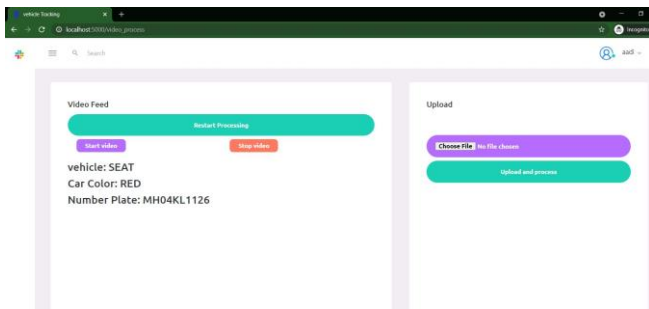 vehicle Tracking
localhost:5000/video_process
Incognito
Search
aadi
Video Feed
Restart Processing
Start video
Stop video
vehicle: SEAT
Car Color: RED
Number Plate: MH04KL1126
Upload
Choose File No file chosen
Upload and process